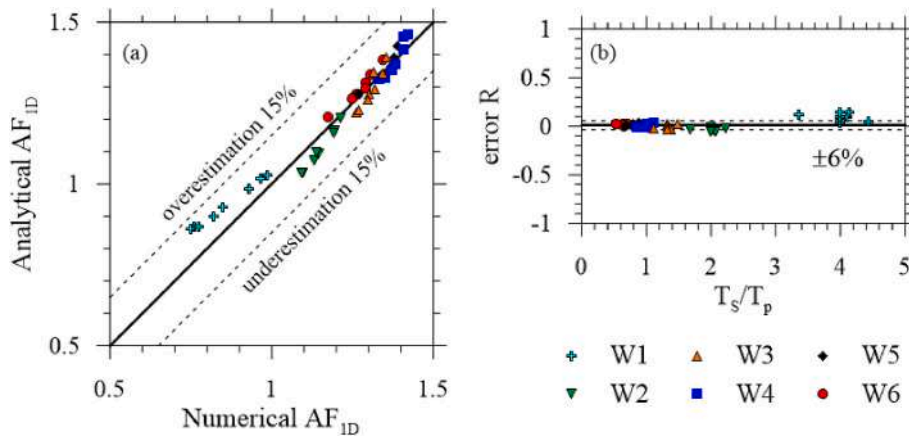 (a)
overestimation 15%
underestimation 15%
Analytical AF1D
1.5
1
0.5
0.5
1
1.5
Numerical AF1D
(b)
error R
1
0.5
0
-0.5
-1
±6%
0
1
2
3
4
5
TS/Tp
W1
W3
W5
W2
W4
W6